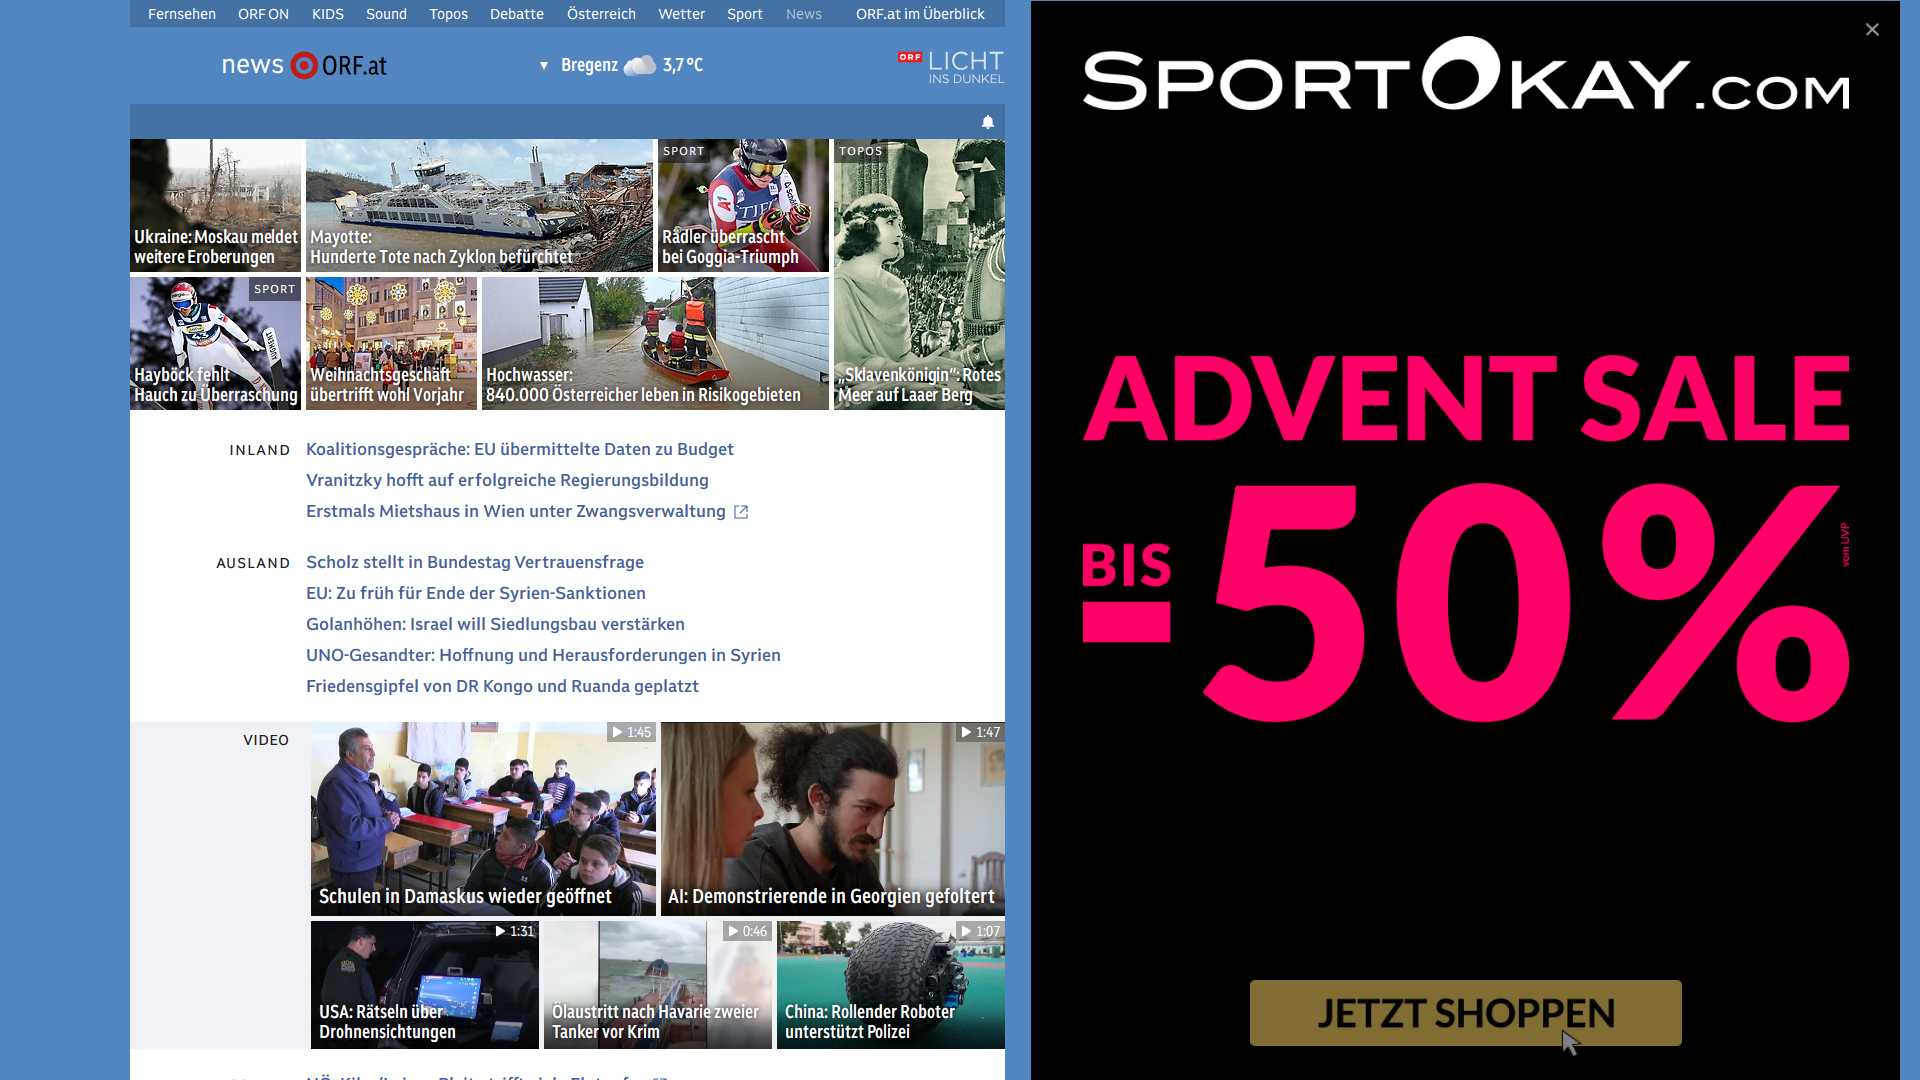 Fernsehen ORF ON KIDS Sound Topos Debatte Österreich Wetter Sport News ORF.at im Überblick
news ORF.at
Bregenz 3,7 °C
ORF LICHT
INS DUNKEL
Ukraine: Moskau meldet
weitere Eroberungen
Mayotte:
Hunderte Tote nach Zyklon befürchtet
SPORT
Rädler überrascht
bei Goggia-Triumph
TOPOS
„Sklavenkönigin“: Rotes
Meer auf Laaer Berg
SPORT
Hayböck fehlt
Hauch zu Überraschung
Weihnachtsgeschäft
übertrifft wohl Vorjahr
Hochwasser:
840.000 Österreicher leben in Risikogebieten
INLAND
Koalitionsgespräche: EU übermittelte Daten zu Budget
Vranitzky hofft auf erfolgreiche Regierungsbildung
Erstmals Mietshaus in Wien unter Zwangsverwaltung
AUSLAND
Scholz stellt in Bundestag Vertrauensfrage
EU: Zu früh für Ende der Syrien-Sanktionen
Golanhöhen: Israel will Siedlungsbau verstärken
UNO-Gesandter: Hoffnung und Herausforderungen in Syrien
Friedensgipfel von DR Kongo und Ruanda geplatzt
VIDEO
1:45
Schulen in Damaskus wieder geöffnet
1:47
AI: Demonstrierende in Georgien gefoltert
1:31
USA: Rätseln über
Drohnensichtungen
0:46
Ölaustritt nach Havarie zweier
Tanker vor Krim
1:07
China: Rollender Roboter
unterstützt Polizei
SPORTOKAY.COM
ADVENT SALE
BIS
-50%
vom UVP
JETZT SHOPPEN